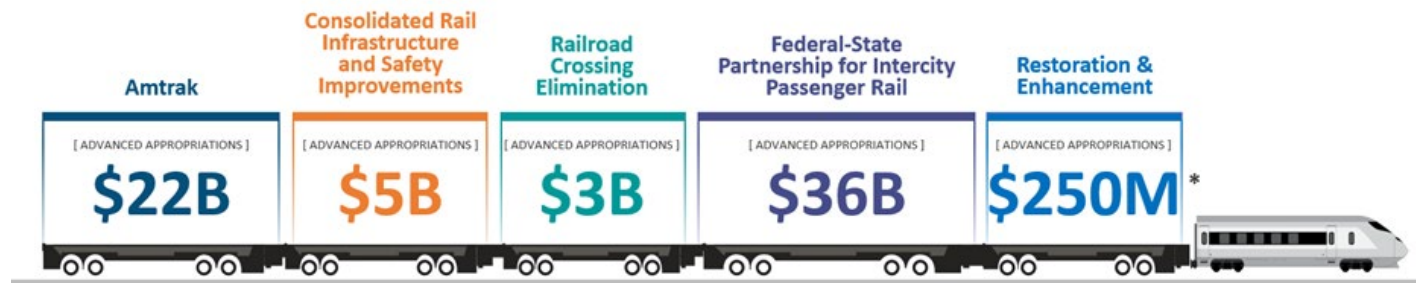 Amtrak
[ ADVANCED APPROPRIATIONS ]
$22B
Consolidated Rail
Infrastructure
and Safety
Improvements
[ ADVANCED APPROPRIATIONS ]
$5B
Railroad
Crossing
Elimination
[ ADVANCED APPROPRIATIONS ]
$3B
Federal-State
Partnership for Intercity
Passenger Rail
[ ADVANCED APPROPRIATIONS ]
$36B
Restoration &
Enhancement
[ ADVANCED APPROPRIATIONS ]
$250M *